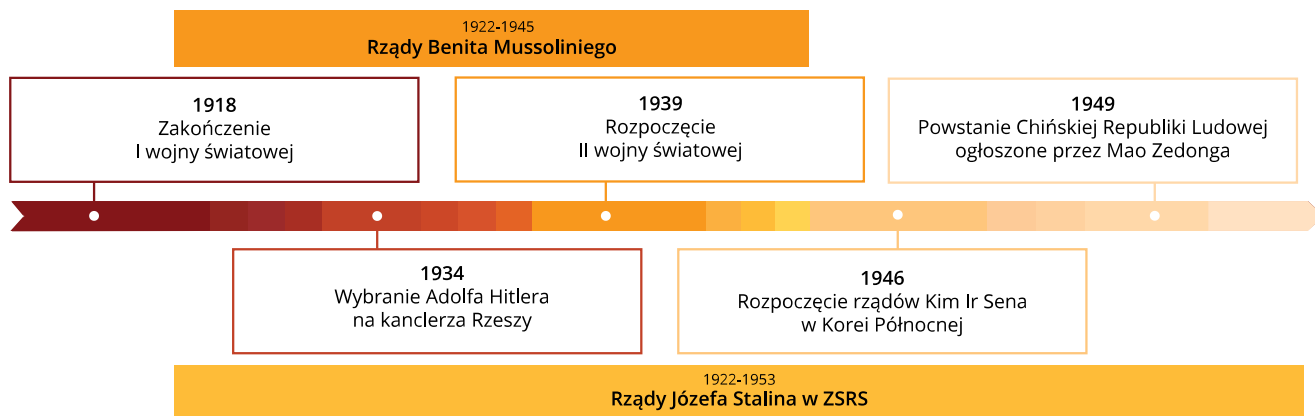 1922-1945
Rządy Benita Mussoliniego
1918
Zakończenie
I wojny światowej
1939
Rozpoczęcie
II wojny światowej
1949
Powstanie Chińskiej Republiki Ludowej
ogłoszone przez Mao Zedonga
1934
Wybranie Adolfa Hitlera
na kanclerza Rzeszy
1946
Rozpoczęcie rządów Kim Ir Sena
w Korei Północnej
1922-1953
Rządy Józefa Stalina w ZSRS